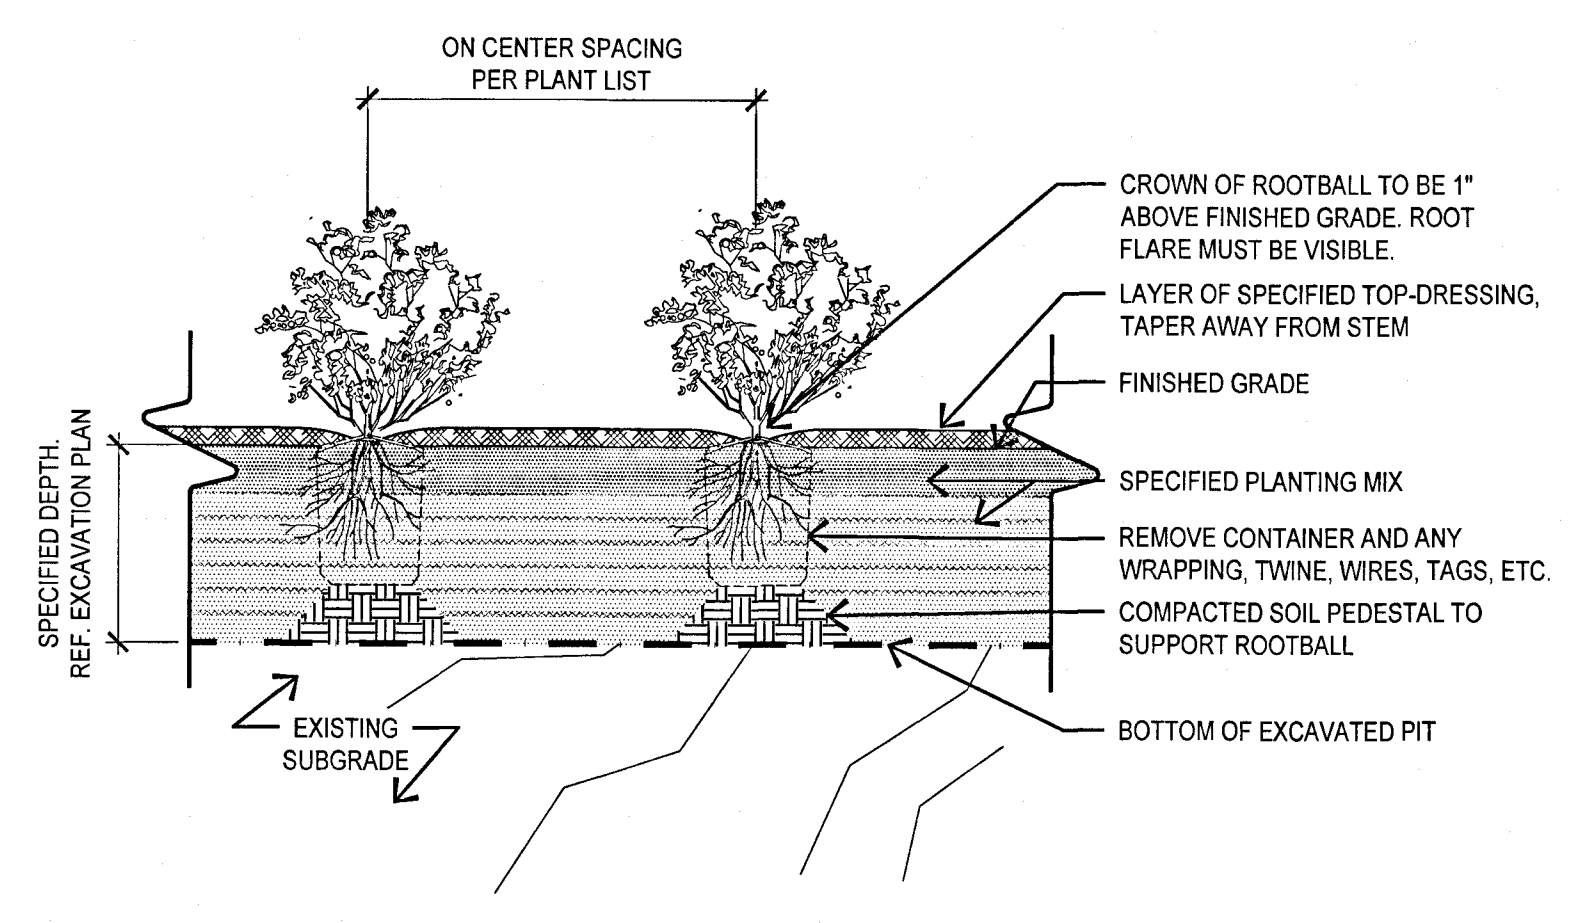 ON CENTER SPACING
PER PLANT LIST
CROWN OF ROOTBALL TO BE 1"
ABOVE FINISHED GRADE. ROOT
FLARE MUST BE VISIBLE.
LAYER OF SPECIFIED TOP-DRESSING,
TAPER AWAY FROM STEM
FINISHED GRADE
SPECIFIED PLANTING MIX
REMOVE CONTAINER AND ANY
WRAPPING, TWINE, WIRES, TAGS, ETC.
COMPACTED SOIL PEDESTAL TO
SUPPORT ROOTBALL
BOTTOM OF EXCAVATED PIT
SPECIFIED DEPTH.
REF. EXCAVATION PLAN
EXISTING
SUBGRADE